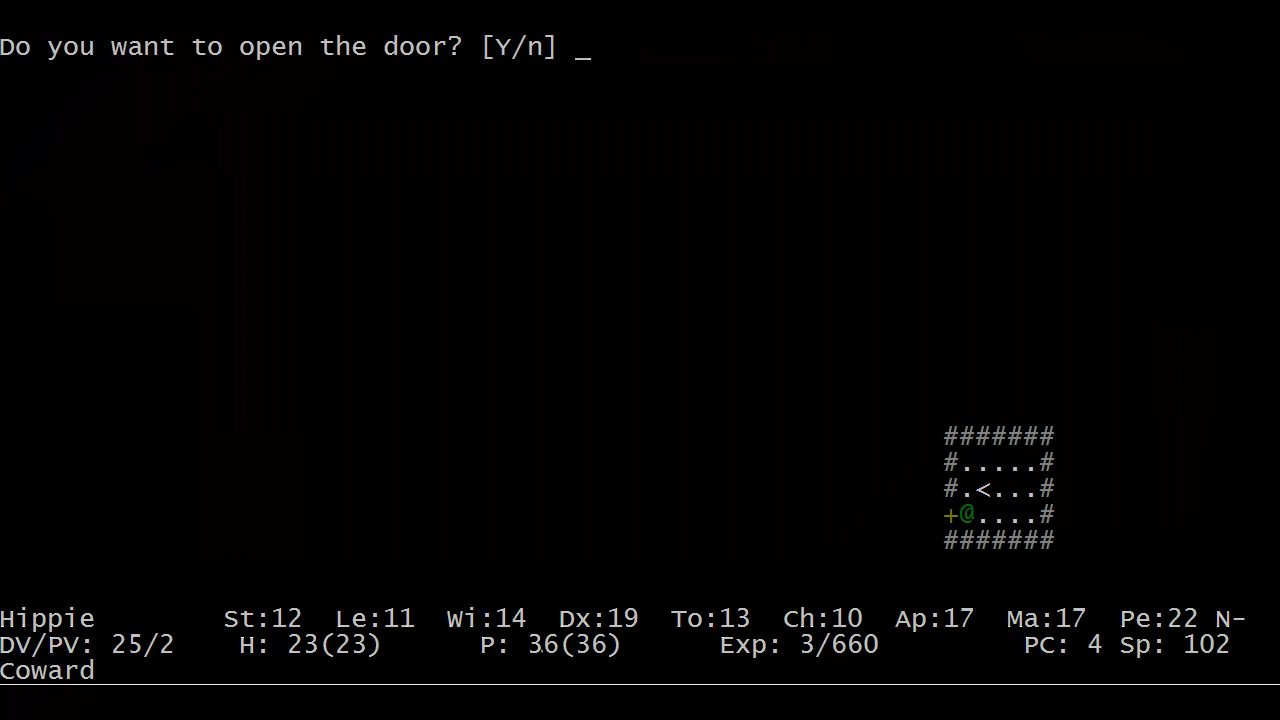 Do you want to open the door? [Y/n] _
#######
#.....#
#.<...#
+@....#
#######
Hippie St:12 Le:11 Wi:14 Dx:19 To:13 Ch:10 Ap:17 Ma:17 Pe:22 N-
DV/PV: 25/2 H: 23(23) P: 36(36) Exp: 3/660 PC: 4 Sp: 102
Coward